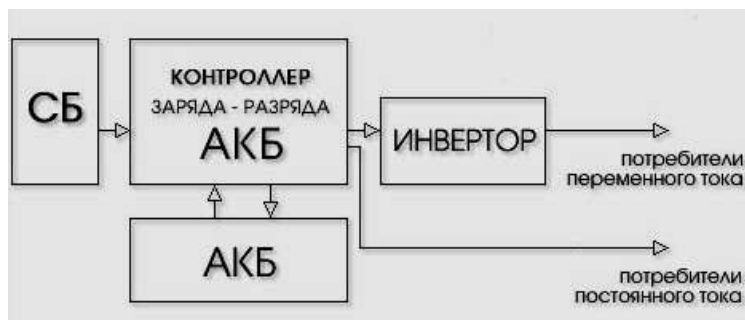 СБ
КОНТРОЛЛЕР
ЗАРЯДА - РАЗРЯДА
АКБ
ИНВЕРТОР
потребители
переменного тока
АКБ
потребители
постоянного тока